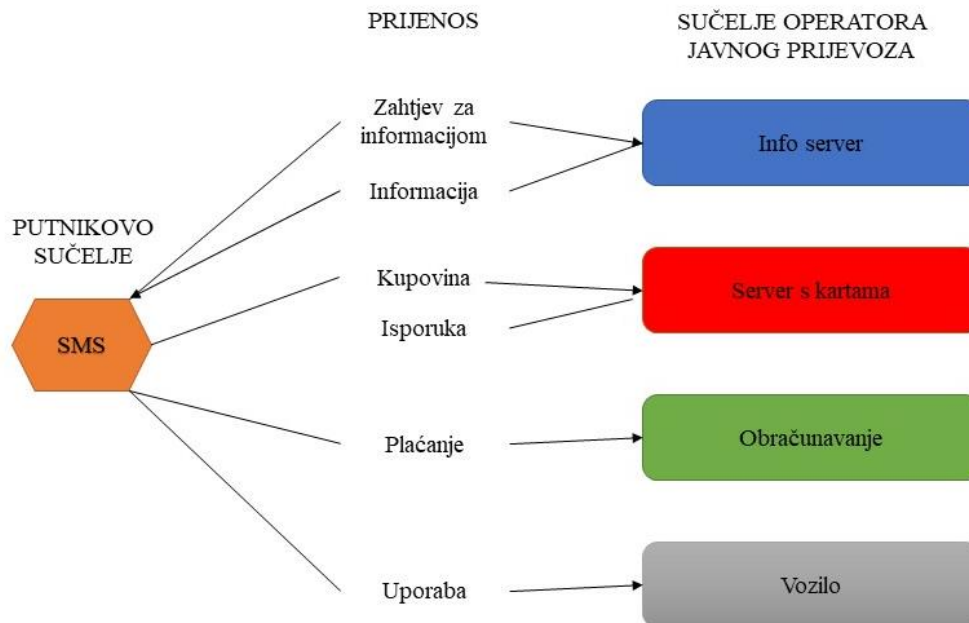 PRIJENOS
SUČELJE OPERATORA
JAVNOG PRIJEVOZA
Zahtjev za
informacijom
Info server
Informacija
PUTNIKOVO
SUČELJE
Kupovina
Server s kartama
Isporuka
SMS
Plaćanje
Obračunavanje
Uporaba
Vozilo